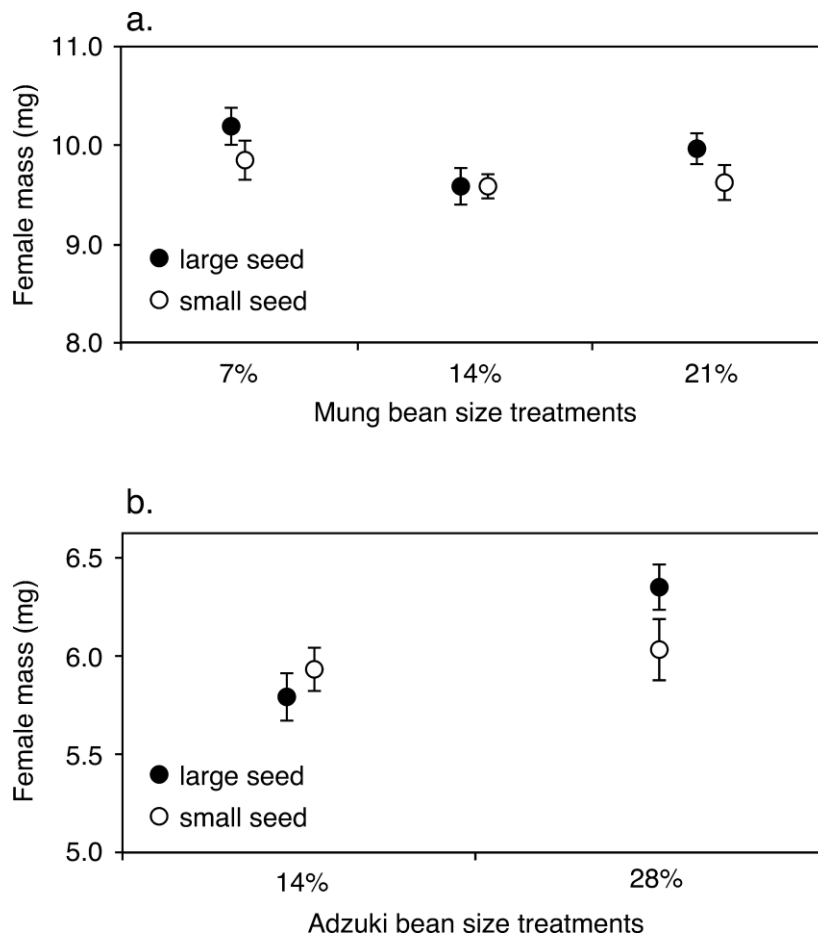 a.
11.0
10.0
9.0
8.0
Female mass (mg)
large seed
small seed
7% 14% 21%
Mung bean size treatments
b.
6.5
6.0
5.5
5.0
Female mass (mg)
large seed
small seed
14% 28%
Adzuki bean size treatments